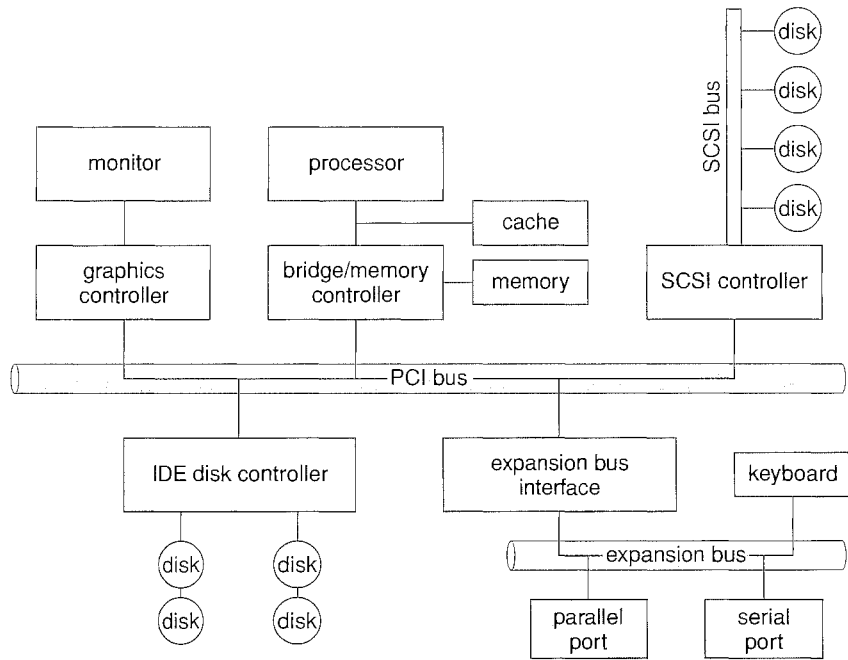 disk
disk
disk
disk
SCSI bus
monitor
processor
cache
graphics
controller
bridge/memory
controller
memory
SCSI controller
PCI bus
IDE disk controller
expansion bus
interface
keyboard
disk
disk
disk
disk
expansion bus
parallel
port
serial
port